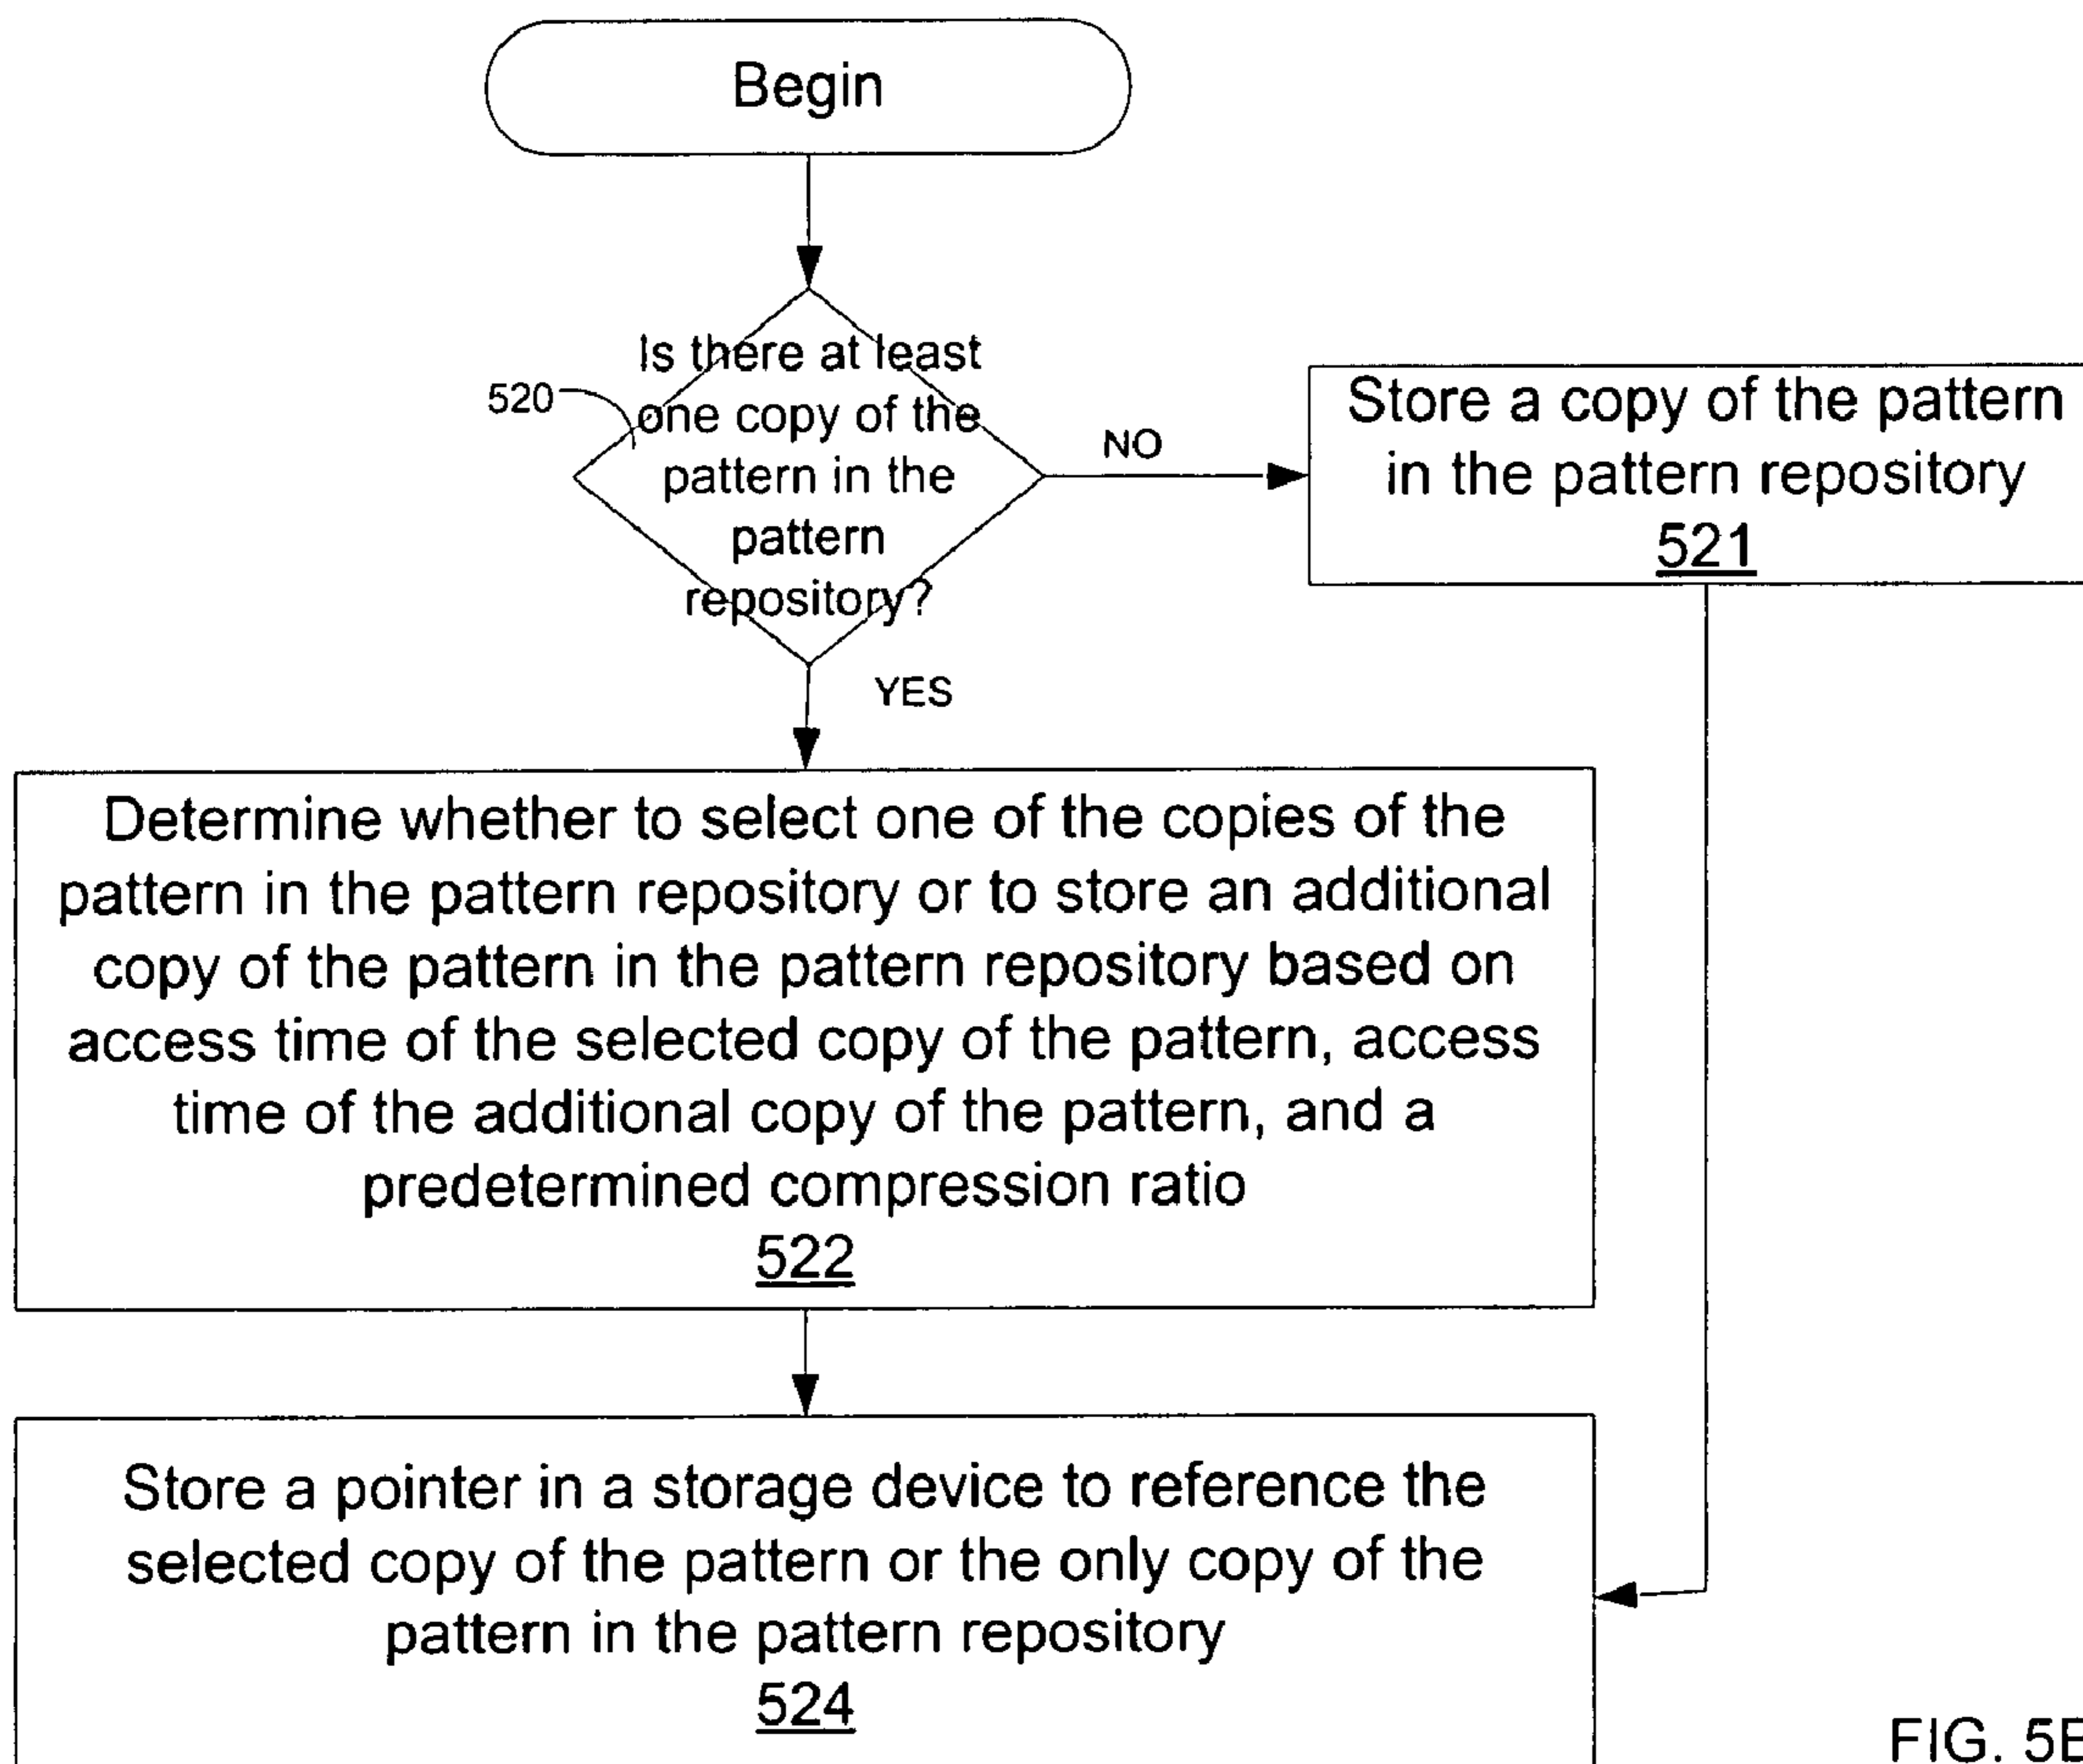 Begin
Is there at least
one copy of the
pattern in the
pattern
repository?
520
NO
Store a copy of the pattern
in the pattern repository
521
YES
Determine whether to select one of the copies of the
pattern in the pattern repository or to store an additional
copy of the pattern in the pattern repository based on
access time of the selected copy of the pattern, access
time of the additional copy of the pattern, and a
predetermined compression ratio
522
Store a pointer in a storage device to reference the
selected copy of the pattern or the only copy of the
pattern in the pattern repository
524
FIG.